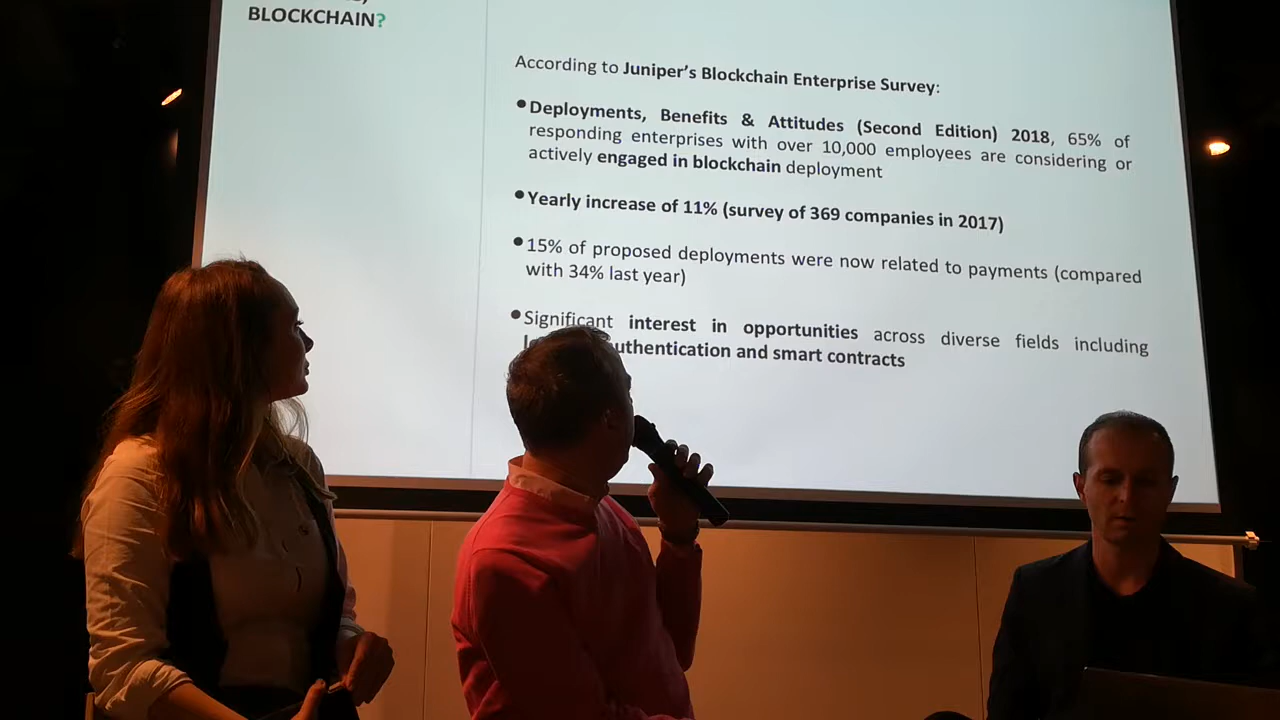 BLOCKCHAIN?
According to Juniper's Blockchain Enterprise Survey:
•Deployments, Benefits & Attitudes (Second Edition) 2018, 65% of
responding enterprises with over 10,000 employees are considering or
actively engaged in blockchain deployment
•Yearly increase of 11% (survey of 369 companies in 2017)
•15% of proposed deployments were now related to payments (compared
with 34% last year)
•Significant interest in opportunities across diverse fields including
and smart contracts